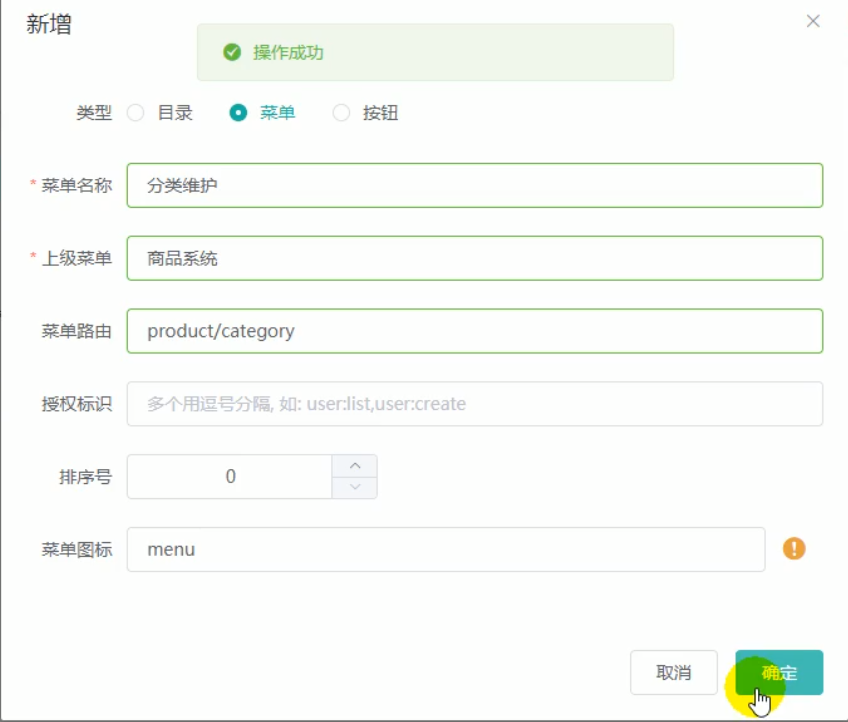 新增
操作成功
类型 目录 菜单 按钮
* 菜单名称 分类维护
* 上级菜单 商品系统
菜单路由 product/category
授权标识 多个用逗号分隔, 如: user:list,user:create
排序号 0
菜单图标 menu
取消 确定